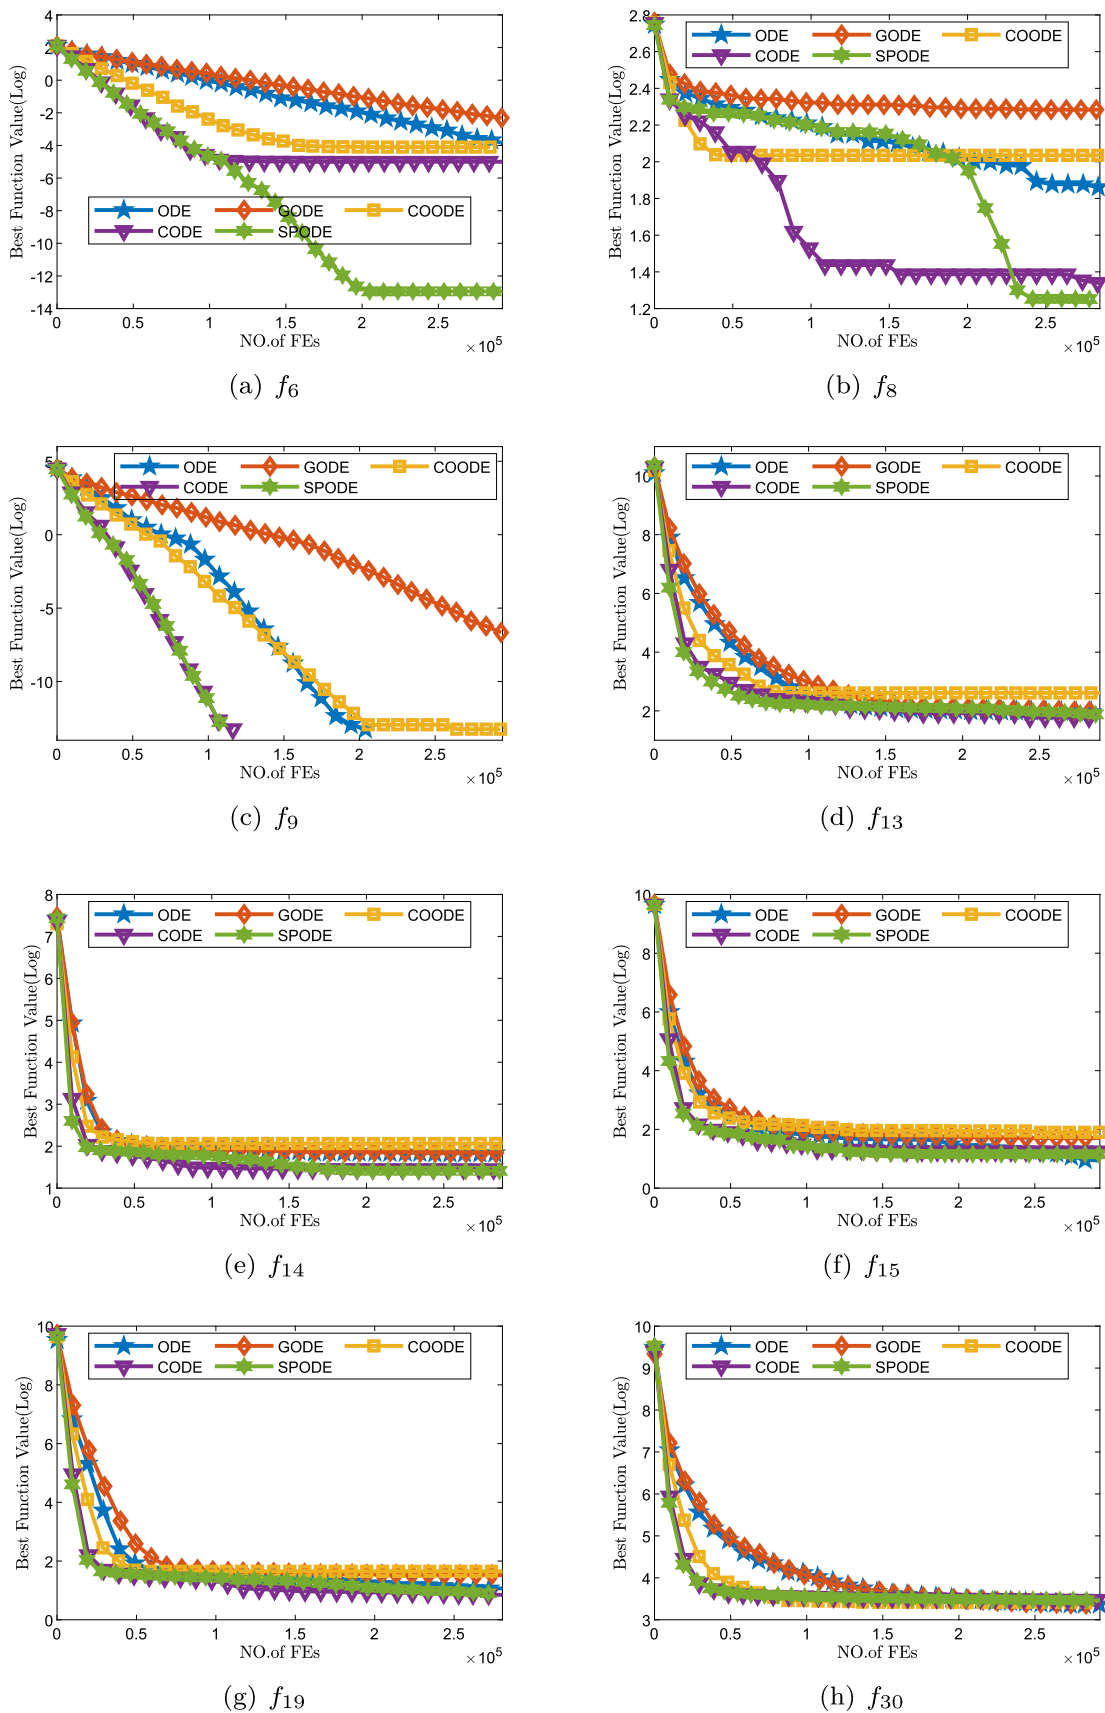 4
2
0
-2
-4
-6
-8
-10
-12
-14
Best Function Value(Log)
ODE GODE COODE
CODE SPODE
0 0.5 1 1.5 2 2.5
NO.of FEs
×10^5
(a) f_6
2.8
2.6
2.4
2.2
2
1.8
1.6
1.4
1.2
Best Function Value(Log)
ODE GODE COODE
CODE SPODE
0 0.5 1 1.5 2 2.5
NO.of FEs
×10^5
(b) f_8
5
0
-5
-10
Best Function Value(Log)
ODE GODE COODE
CODE SPODE
0 0.5 1 1.5 2 2.5
NO.of FEs
×10^5
(c) f_9
10
8
6
4
2
Best Function Value(Log)
ODE GODE COODE
CODE SPODE
0 0.5 1 1.5 2 2.5
NO.of FEs
×10^5
(d) f_13
8
7
6
5
4
3
2
1
Best Function Value(Log)
ODE GODE COODE
CODE SPODE
0 0.5 1 1.5 2 2.5
NO.of FEs
×10^5
(e) f_14
10
8
6
4
2
0
Best Function Value(Log)
ODE GODE COODE
CODE SPODE
0 0.5 1 1.5 2 2.5
NO.of FEs
×10^5
(f) f_15
10
8
6
4
2
0
Best Function Value(Log)
ODE GODE COODE
CODE SPODE
0 0.5 1 1.5 2 2.5
NO.of FEs
×10^5
(g) f_19
10
9
8
7
6
5
4
3
Best Function Value(Log)
ODE GODE COODE
CODE SPODE
0 0.5 1 1.5 2 2.5
NO.of FEs
×10^5
(h) f_30